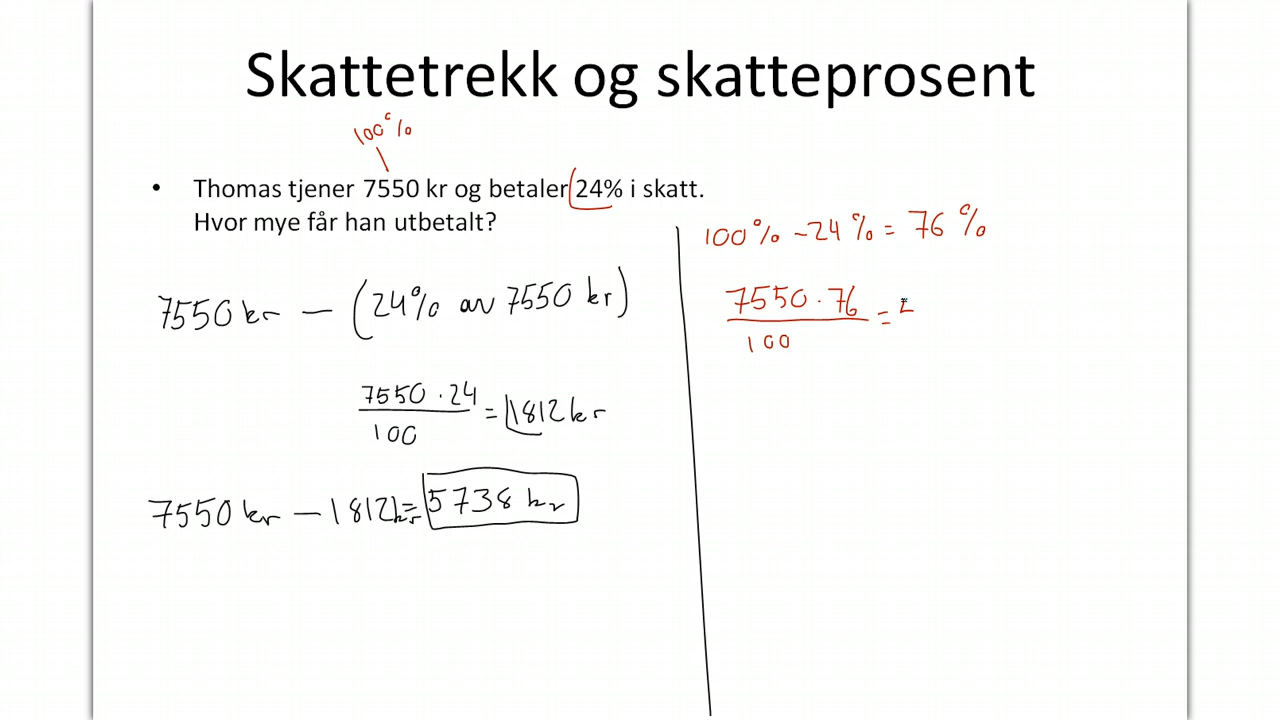 Skattetrekk og skatteprosent
100%
• Thomas tjener 7550 kr og betaler 24% i skatt.
Hvor mye får han utbetalt?
7550 kr – (24% av 7550 kr)
7550 · 24
100
= 1812 kr
7550 kr – 1812 kr = 5738 kr
100% – 24% = 76%
7550 · 76
100
=